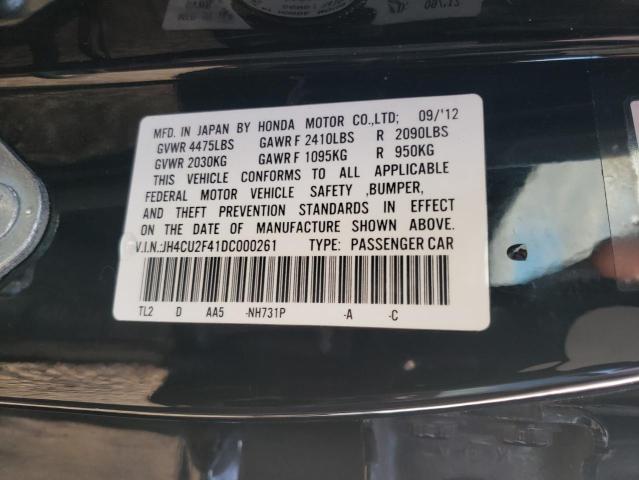 MFD. IN JAPAN BY HONDA MOTOR CO.,LTD; 09/'12
GVWR 4475LBS GAWR F 2410LBS R 2090LBS
GVWR 2030KG GAWR F 1095KG R 950KG
THIS VEHICLE CONFORMS TO ALL APPLICABLE
FEDERAL MOTOR VEHICLE SAFETY ,BUMPER,
AND THEFT PREVENTION STANDARDS IN EFFECT
ON THE DATE OF MANUFACTURE SHOWN ABOVE.
V.I.N.:JH4CU2F41DC000261 TYPE: PASSENGER CAR
TL2 D AA5 -NH731P -A -C